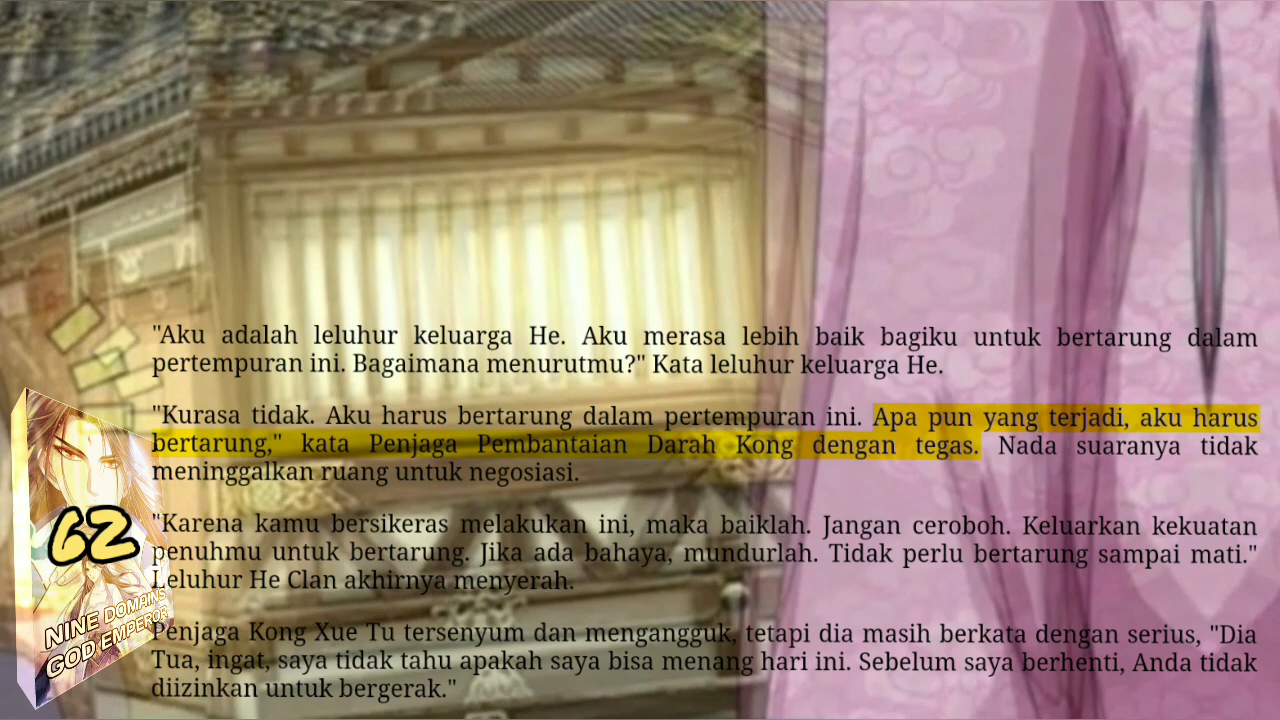 "Aku adalah leluhur keluarga He. Aku merasa lebih baik bagiku untuk bertarung dalam
pertempuran ini. Bagaimana menurutmu?" Kata leluhur keluarga He.
"Kurasa tidak. Aku harus bertarung dalam pertempuran ini. Apa pun yang terjadi, aku harus
bertarung," kata Penjaga Pembantaian Darah Kong dengan tegas. Nada suaranya tidak
meninggalkan ruang untuk negosiasi.
"Karena kamu bersikeras melakukan ini, maka baiklah. Jangan ceroboh. Keluarkan kekuatan
penuhmu untuk bertarung. Jika ada bahaya, mundurlah. Tidak perlu bertarung sampai mati."
Leluhur He Clan akhirnya menyerah.
Penjaga Kong Xue Tu tersenyum dan mengangguk, tetapi dia masih berkata dengan serius, "Dia
Tua, ingat, saya tidak tahu apakah saya bisa menang hari ini. Sebelum saya berhenti, Anda tidak
diizinkan untuk bergerak."
62
NINE DOMAINS
GOD EMPEROR